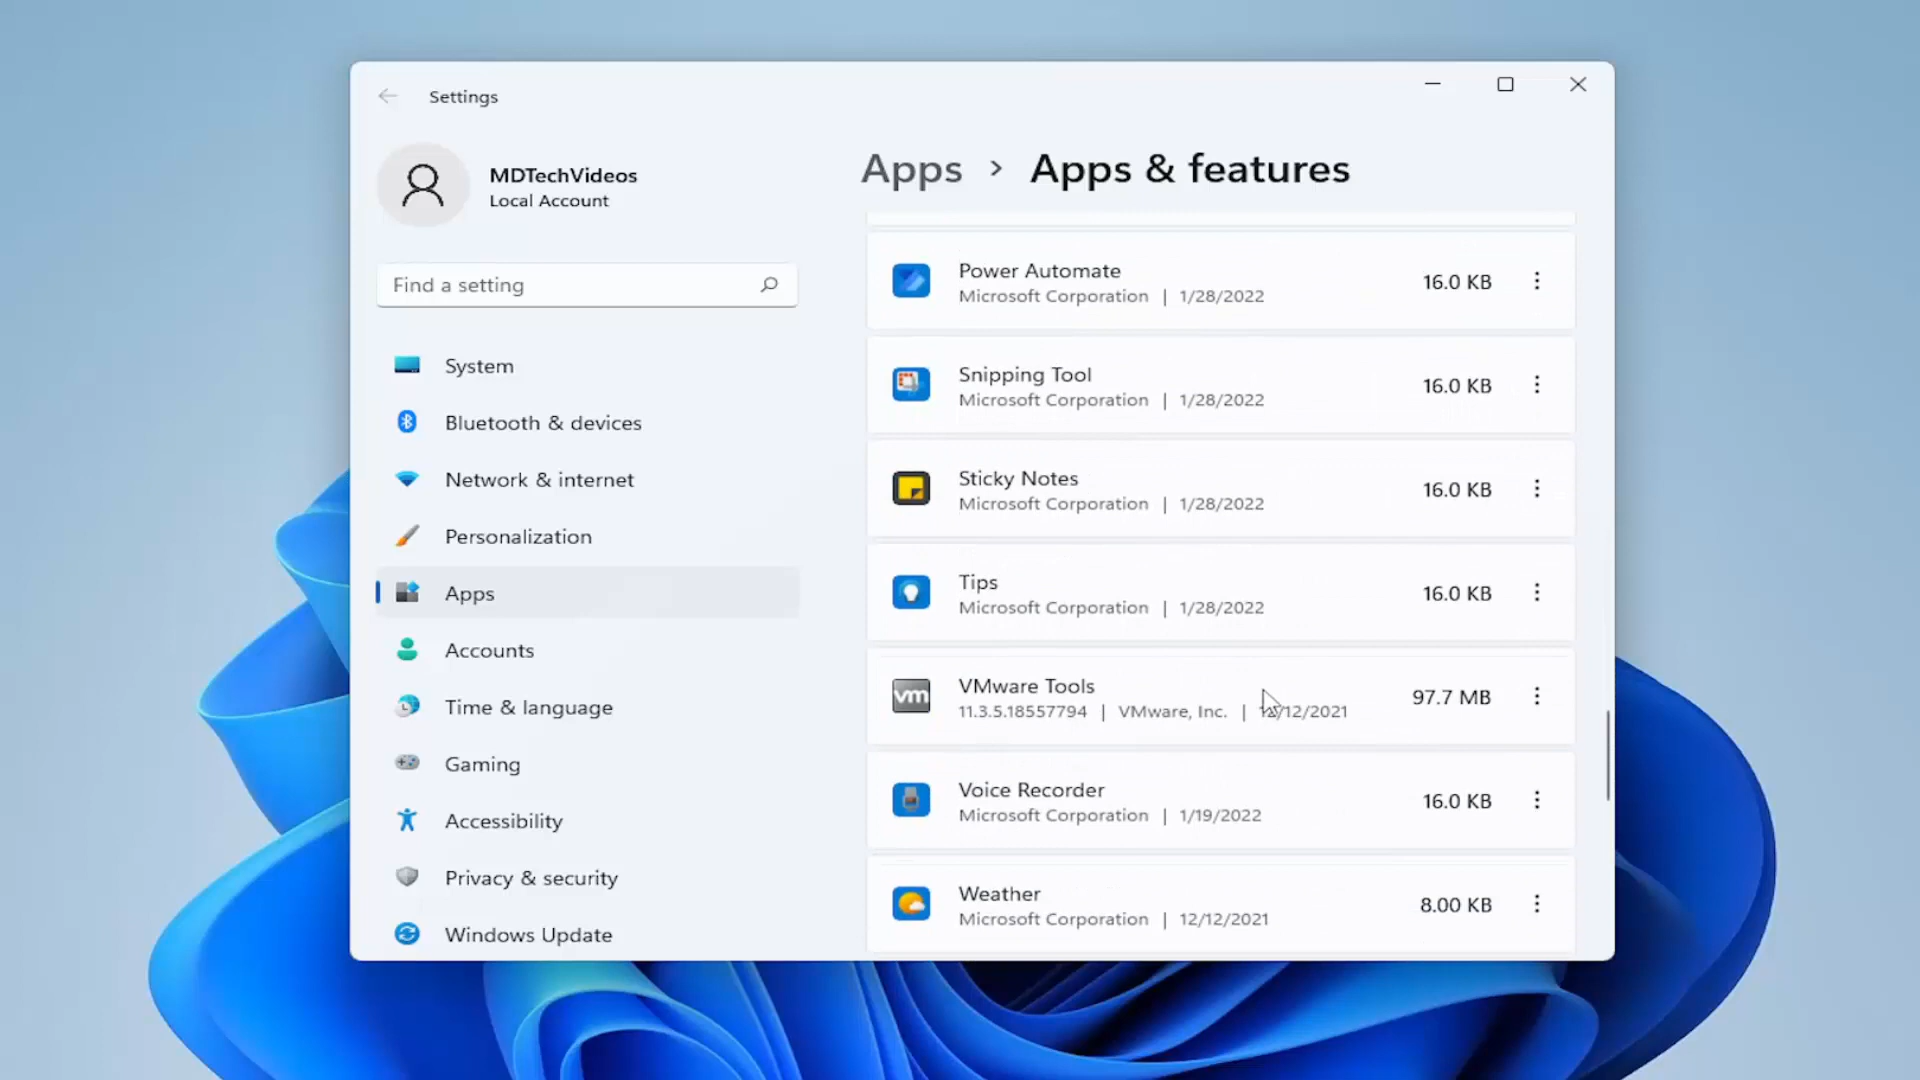 Settings
MDTechVideos
Local Account
Find a setting
System
Bluetooth & devices
Network & internet
Personalization
Apps
Accounts
Time & language
Gaming
Accessibility
Privacy & security
Windows Update
Apps > Apps & features
Power Automate
Microsoft Corporation | 1/28/2022
16.0 KB
Snipping Tool
Microsoft Corporation | 1/28/2022
16.0 KB
Sticky Notes
Microsoft Corporation | 1/28/2022
16.0 KB
Tips
Microsoft Corporation | 1/28/2022
16.0 KB
vm
VMware Tools
11.3.5.18557794 | VMware, Inc. | 12/12/2021
97.7 MB
Voice Recorder
Microsoft Corporation | 1/19/2022
16.0 KB
Weather
Microsoft Corporation | 12/12/2021
8.00 KB